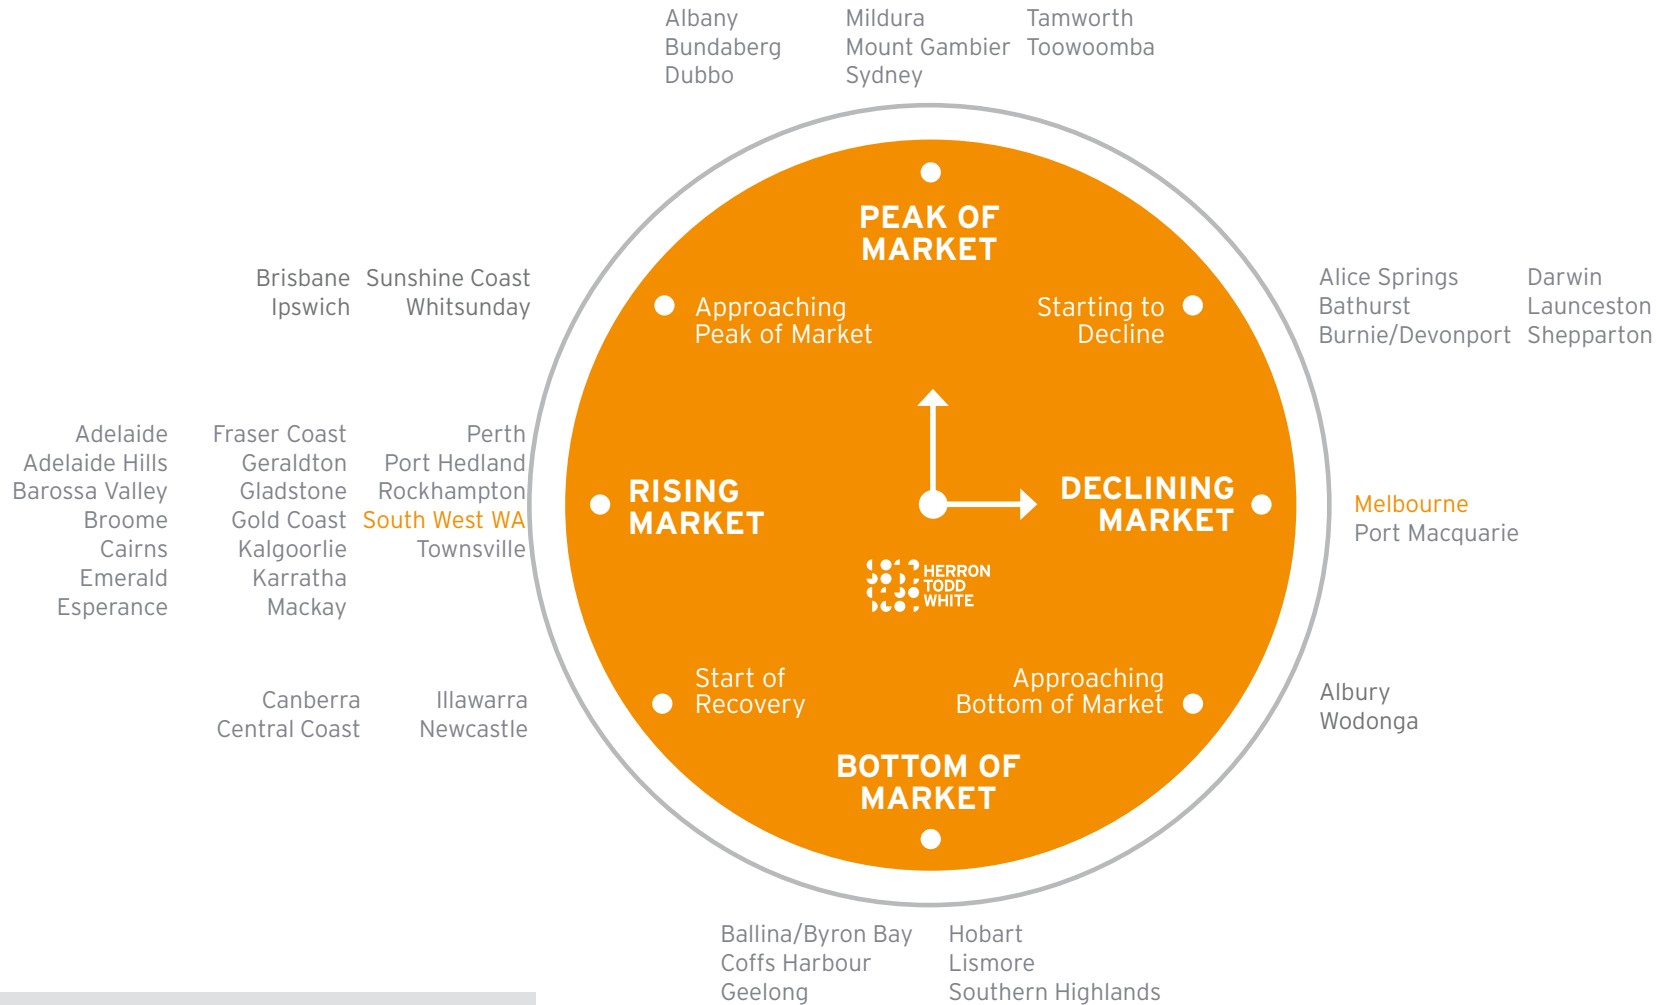 Albany
Bundaberg
Dubbo
Mildura
Mount Gambier
Sydney
Tamworth
Toowoomba
PEAK OF
MARKET
Brisbane
Ipswich
Sunshine Coast
Whitsunday
Approaching
Peak of Market
Starting to
Decline
Alice Springs
Bathurst
Burnie/Devonport
Darwin
Launceston
Shepparton
Adelaide
Adelaide Hills
Barossa Valley
Broome
Cairns
Emerald
Esperance
Fraser Coast
Geraldton
Gladstone
Gold Coast
Kalgoorlie
Karratha
Mackay
Perth
Port Hedland
Rockhampton
South West WA
Townsville
RISING
MARKET
DECLINING
MARKET
Melbourne
Port Macquarie
HERRON
TODD
WHITE
Canberra
Central Coast
Illawarra
Newcastle
Start of
Recovery
Approaching
Bottom of Market
Albury
Wodonga
BOTTOM OF
MARKET
Ballina/Byron Bay
Coffs Harbour
Geelong
Hobart
Lismore
Southern Highlands